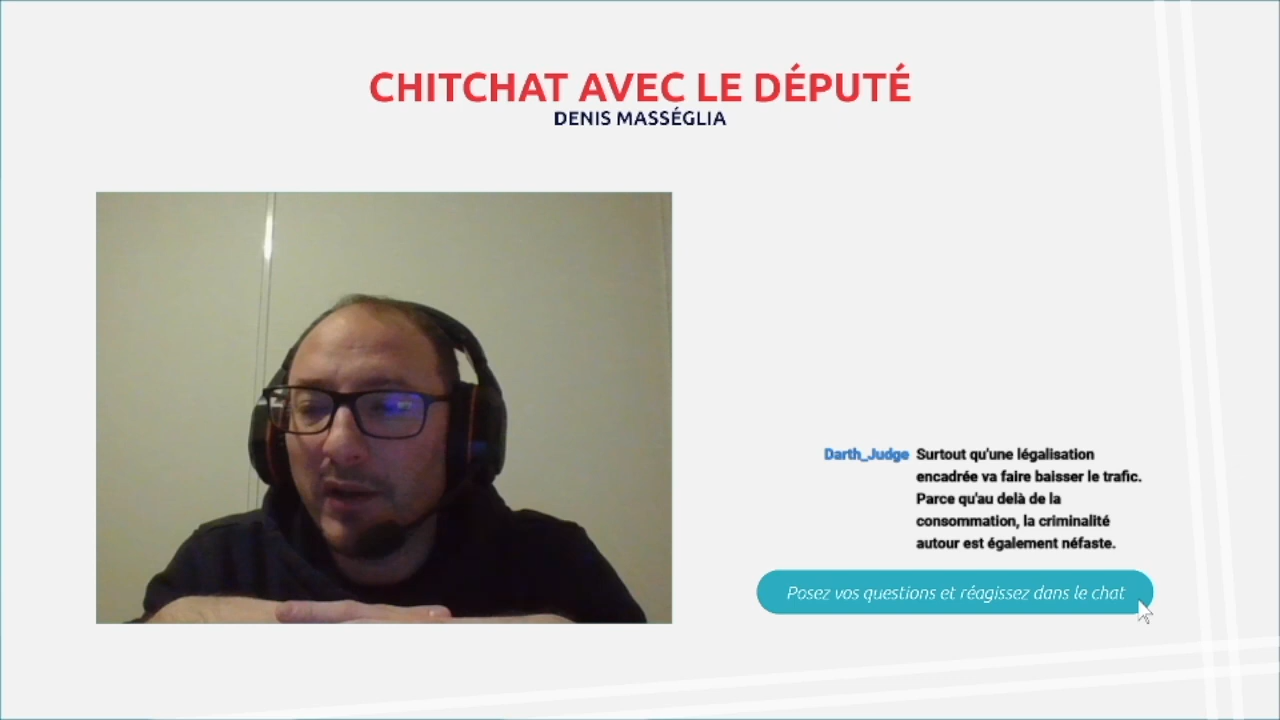 CHITCHAT AVEC LE DÉPUTÉ
DENIS MASSÉGLIA
Darth_Judge Surtout qu'une légalisation
encadrée va faire baisser le trafic.
Parce qu'au delà de la
consommation, la criminalité
autour est également néfaste.
Posez vos questions et réagissez dans le chat